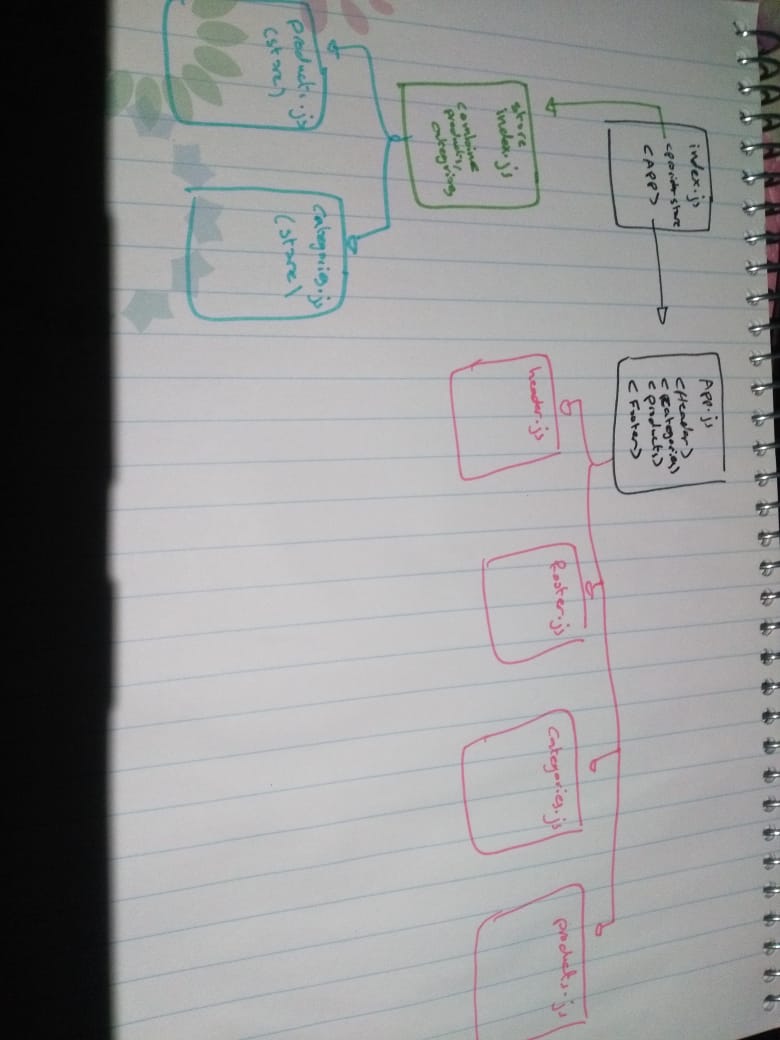 index.js
<provider store
<APP>
App.js
<Header>
<Categories>
<products>
<Footer>
store
index.js
combine
products,
categories
products.js
(store)
Categories.js
(store)
header.js
footer.js
Categories.js
products.js